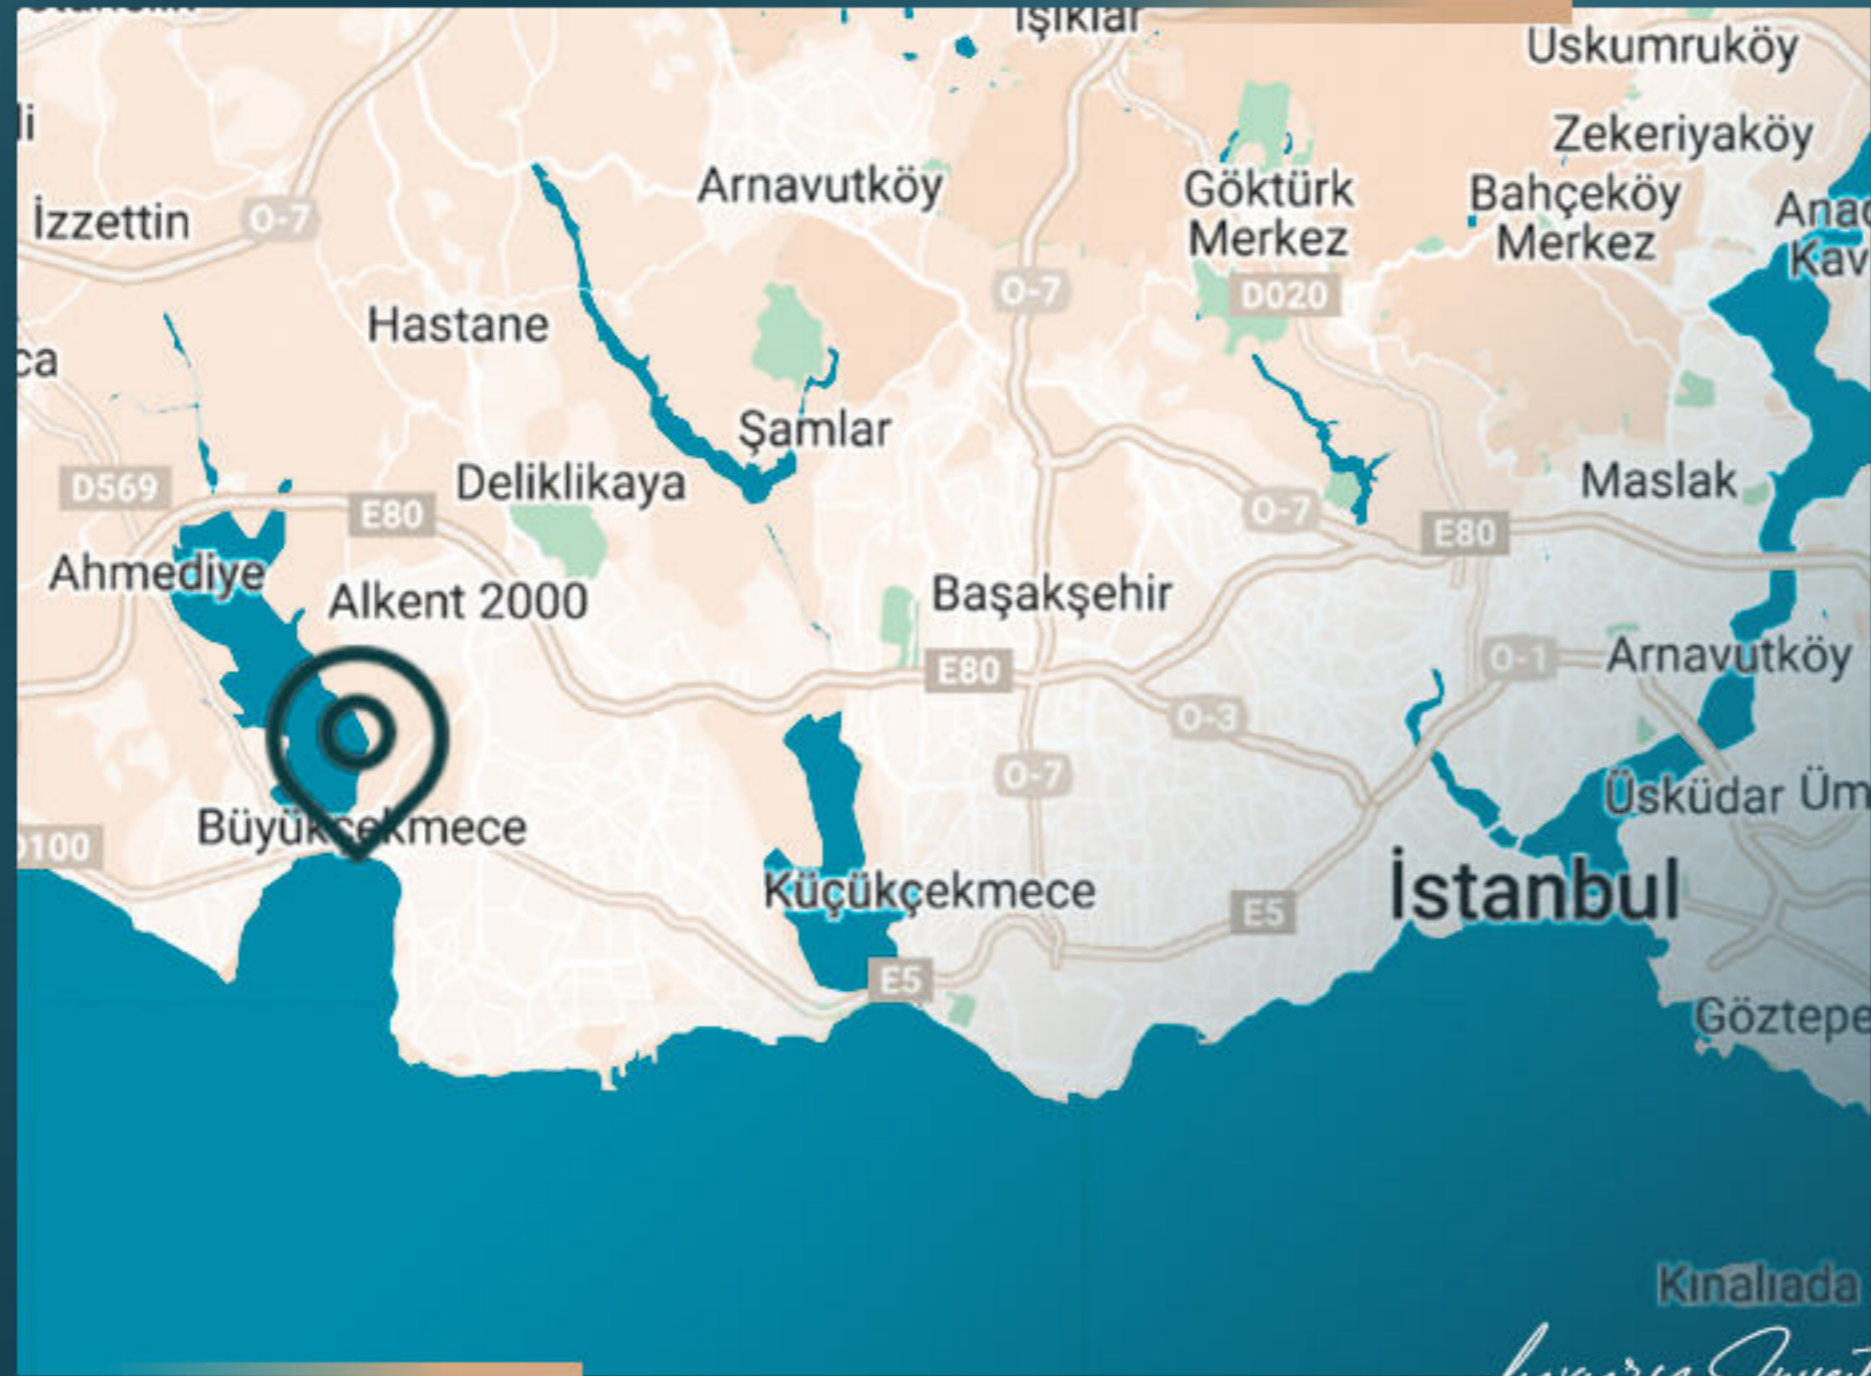 Işıklar
Uskumruköy
Zekeriyaköy
Arnavutköy
Göktürk
Merkez
Bahçeköy
Merkez
İzzettin
O-7
O-7
D020
Hastane
Şamlar
D569
Deliklikaya
E80
Maslak
O-7
E80
Ahmediye
Alkent 2000
Başakşehir
E80
O-1
Arnavutköy
O-3
O-7
Üsküdar
Büyükçekmece
Küçükçekmece
İstanbul
E5
E5
Göztepe
Kınalıada